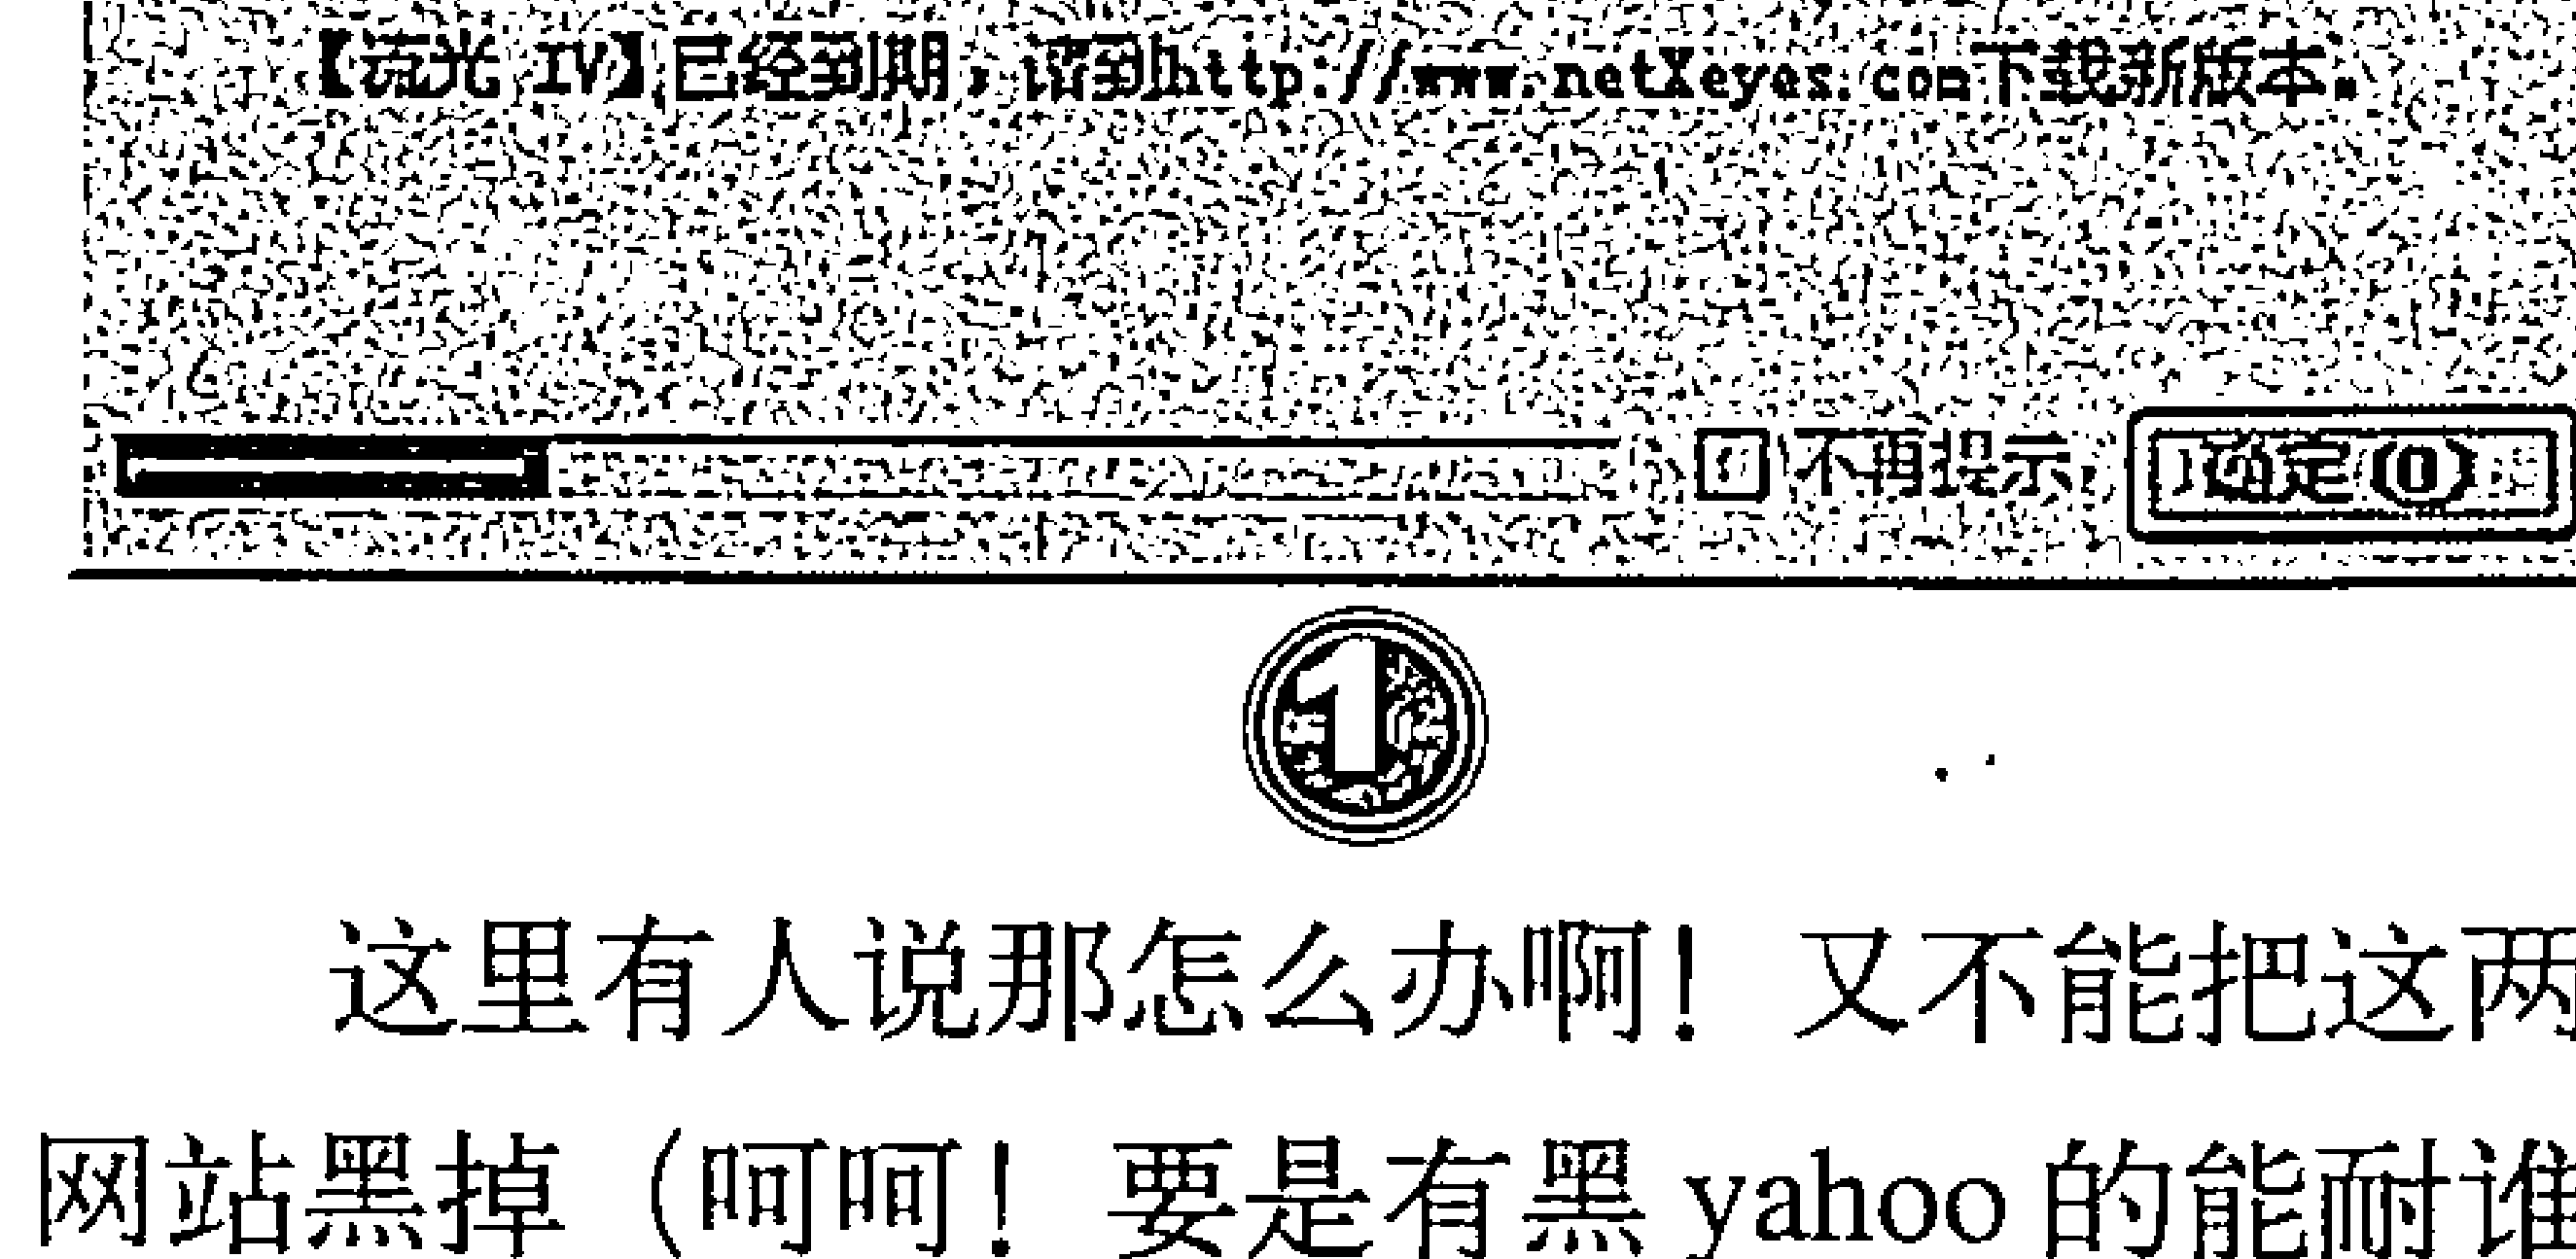 【流光 IV】已经到期，请到http://www.netXeyes.com下载新版本。
不再提示 确定(O)
1
这里有人说那怎么办啊！又不能把这两
网站黑掉（呵呵！要是有黑 yahoo 的能耐谁